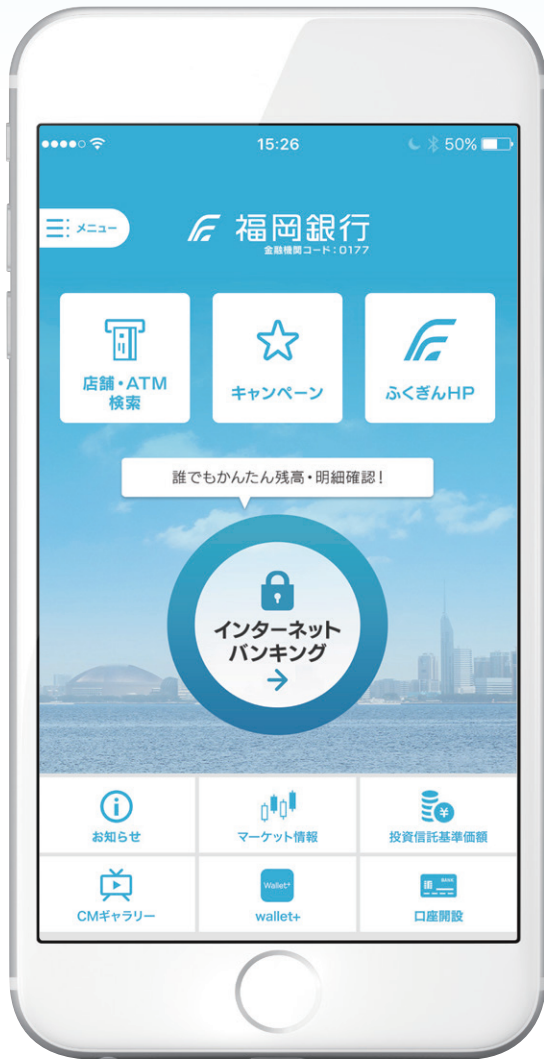 15:26
50%
メニュー
福岡銀行
金融機関コード:0177
店舗・ATM
検索
キャンペーン
ふくぎんHP
誰でもかんたん残高・明細確認!
インターネット
バンキング
お知らせ
マーケット情報
投資信託基準価額
CMギャラリー
Wallet+
wallet+
BANK
口座開設